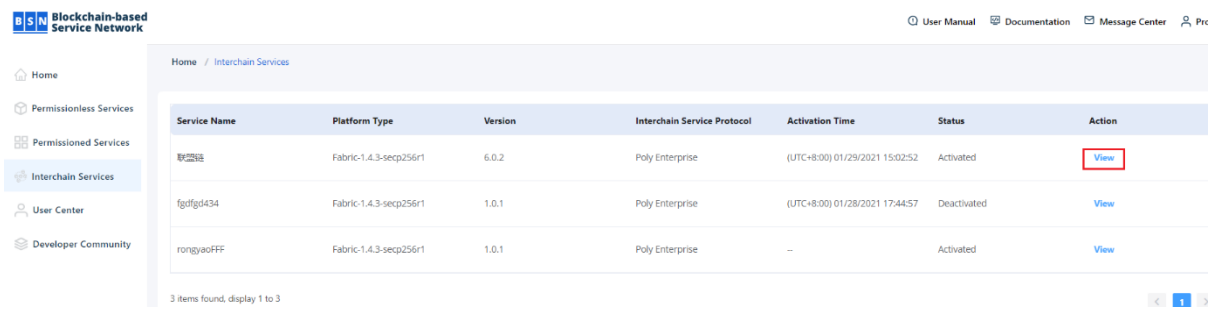 BSN Blockchain-based Service Network
User Manual Documentation Message Center Pro
Home / Interchain Services
Home
Permissionless Services
Permissioned Services
Interchain Services
User Center
Developer Community
Service Name Platform Type Version Interchain Service Protocol Activation Time Status Action
联盟链 Fabric-1.4.3-secp256r1 6.0.2 Poly Enterprise (UTC+8:00) 01/29/2021 15:02:52 Activated View
fgdfgd434 Fabric-1.4.3-secp256r1 1.0.1 Poly Enterprise (UTC+8:00) 01/28/2021 17:44:57 Deactivated View
rongyaoFFF Fabric-1.4.3-secp256r1 1.0.1 Poly Enterprise -- Activated View
3 items found, display 1 to 3
< 1 >